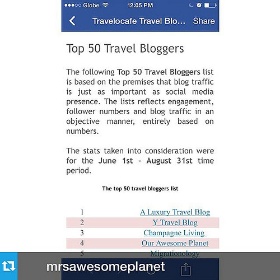 Globe 12:05 PM
Travelocafe Travel Blo... Share
Top 50 Travel Bloggers
The following Top 50 Travel Bloggers list
is based on the premises that blog traffic
is just as important as social media
presence. The lists reflects engagement,
follower numbers and blog traffic in an
objective manner, entirely based on
numbers.
The stats taken into consideration were
for the June 1st - August 31st time
period.
The top 50 travel bloggers list
1 A Luxury Travel Blog
2 Y Travel Blog
3 Champagne Living
4 Our Awesome Planet
mrsawesomeplanet